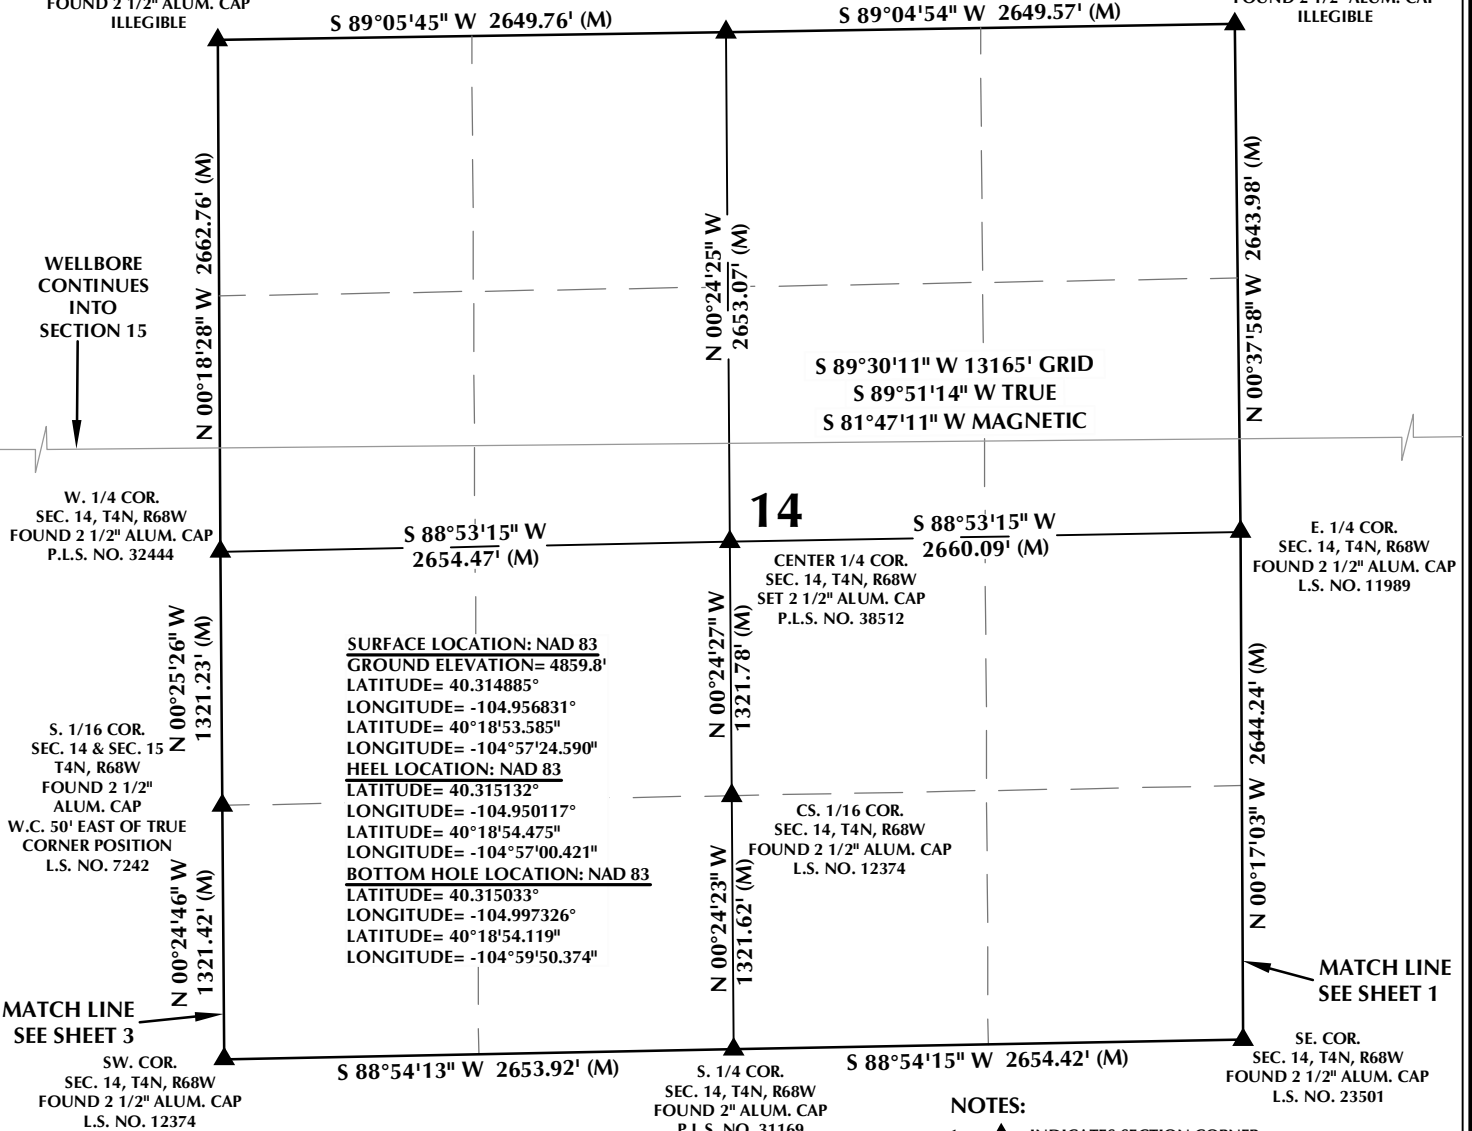 FOUND 2 1/2" ALUM. CAP
ILLEGIBLE
S 89°05'45" W 2649.76' (M)
S 89°04'54" W 2649.57' (M)
FOUND 2 1/2" ALUM. CAP
ILLEGIBLE
N 00°18'28" W 2662.76' (M)
N 00°24'25" W
2653.07' (M)
N 00°37'58" W 2643.98' (M)
WELLBORE
CONTINUES
INTO
SECTION 15
S 89°30'11" W 13165' GRID
S 89°51'14" W TRUE
S 81°47'11" W MAGNETIC
W. 1/4 COR.
SEC. 14, T4N, R68W
FOUND 2 1/2" ALUM. CAP
P.L.S. NO. 32444
S 88°53'15" W
2654.47' (M)
14
S 88°53'15" W
2660.09' (M)
CENTER 1/4 COR.
SEC. 14, T4N, R68W
SET 2 1/2" ALUM. CAP
P.L.S. NO. 38512
E. 1/4 COR.
SEC. 14, T4N, R68W
FOUND 2 1/2" ALUM. CAP
L.S. NO. 11989
N 00°25'26" W
1321.23' (M)
SURFACE LOCATION: NAD 83
GROUND ELEVATION= 4859.8'
LATITUDE= 40.314885°
LONGITUDE= -104.956831°
LATITUDE= 40°18'53.585"
LONGITUDE= -104°57'24.590"
HEEL LOCATION: NAD 83
LATITUDE= 40.315132°
LONGITUDE= -104.950117°
LATITUDE= 40°18'54.475"
LONGITUDE= -104°57'00.421"
BOTTOM HOLE LOCATION: NAD 83
LATITUDE= 40.315033°
LONGITUDE= -104.997326°
LATITUDE= 40°18'54.119"
LONGITUDE= -104°59'50.374"
N 00°24'27" W
1321.78' (M)
N 00°17'03" W 2644.24' (M)
S. 1/16 COR.
SEC. 14 & SEC. 15
T4N, R68W
FOUND 2 1/2"
ALUM. CAP
W.C. 50' EAST OF TRUE
CORNER POSITION
L.S. NO. 7242
CS. 1/16 COR.
SEC. 14, T4N, R68W
FOUND 2 1/2" ALUM. CAP
L.S. NO. 12374
N 00°24'46" W
1321.42' (M)
N 00°24'23" W
1321.62' (M)
MATCH LINE
SEE SHEET 3
MATCH LINE
SEE SHEET 1
SW. COR.
SEC. 14, T4N, R68W
FOUND 2 1/2" ALUM. CAP
L.S. NO. 12374
S 88°54'13" W 2653.92' (M)
S. 1/4 COR.
SEC. 14, T4N, R68W
FOUND 2" ALUM. CAP
P.L.S. NO. 31169
S 88°54'15" W 2654.42' (M)
SE. COR.
SEC. 14, T4N, R68W
FOUND 2 1/2" ALUM. CAP
L.S. NO. 23501
NOTES:
INDICATES SECTION CORNER